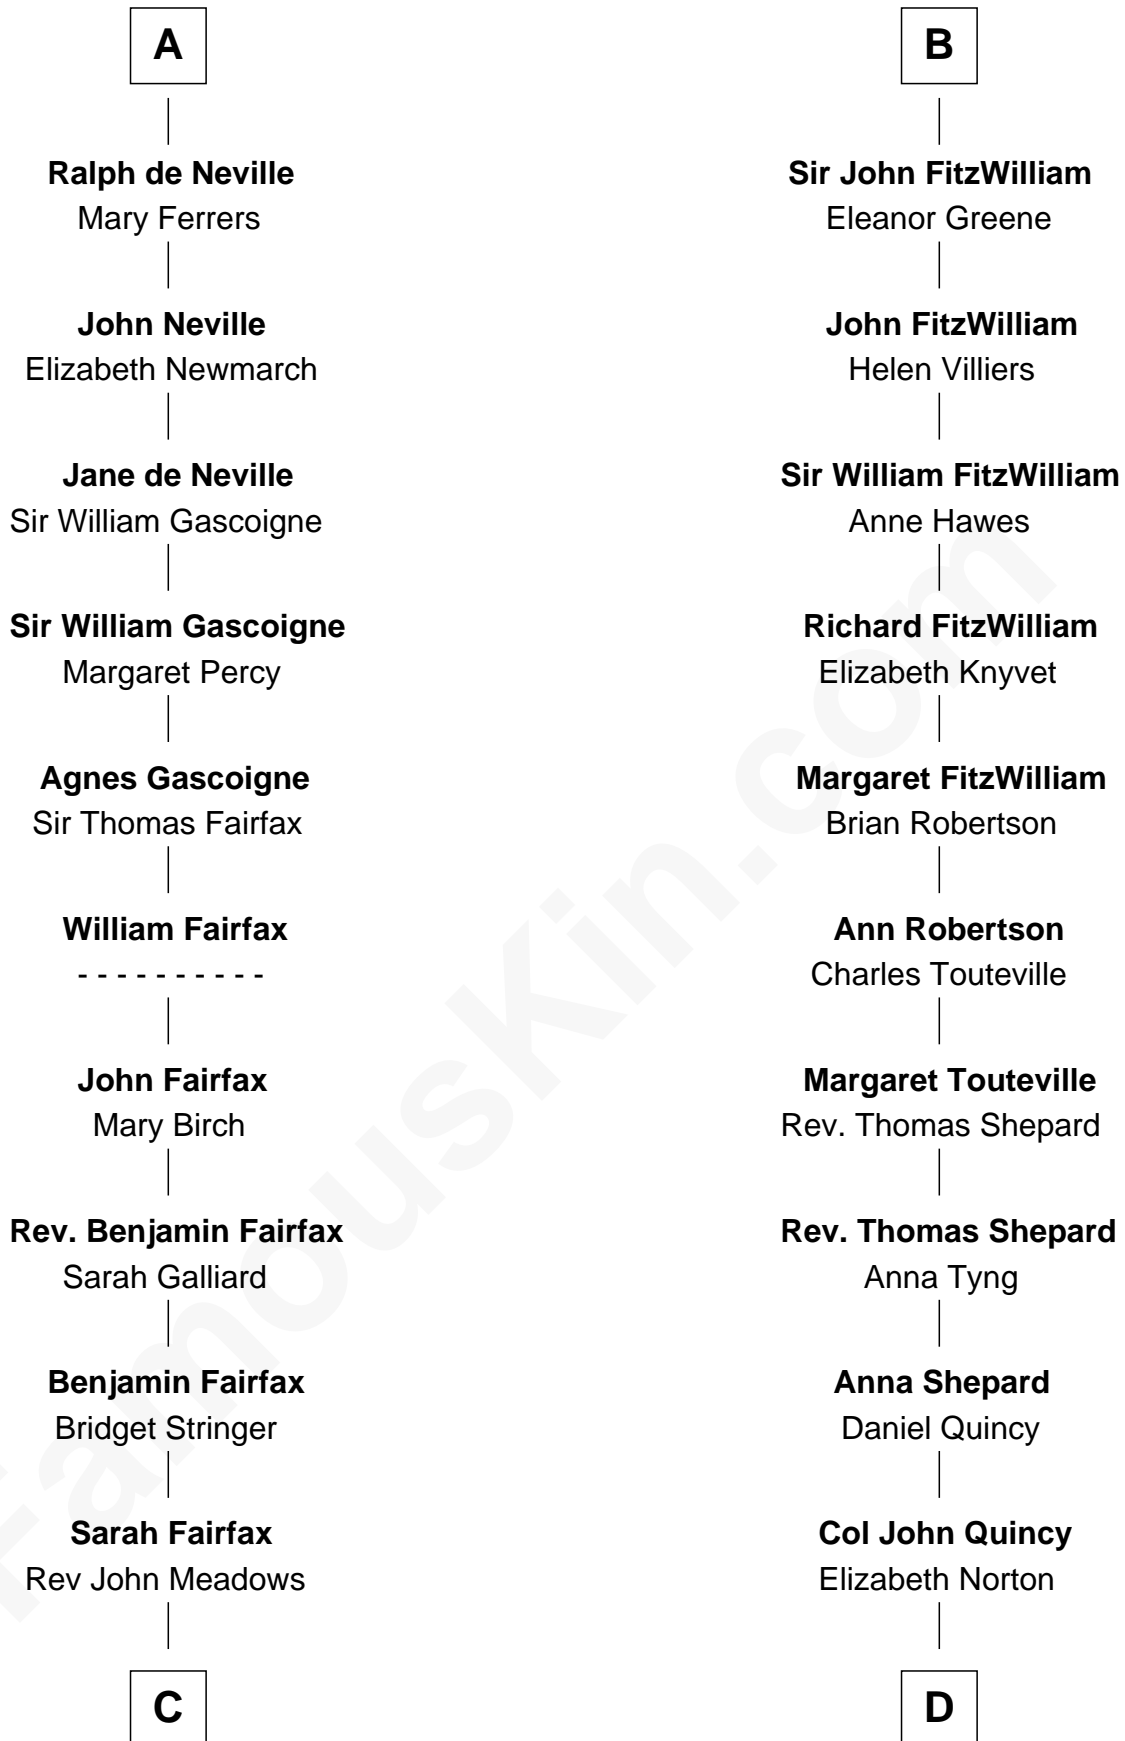 A
Ralph de Neville
Mary Ferrers
John Neville
Elizabeth Newmarch
Jane de Neville
Sir William Gascoigne
Sir William Gascoigne
Margaret Percy
Agnes Gascoigne
Sir Thomas Fairfax
William Fairfax
- - - - - - - - - -
John Fairfax
Mary Birch
Rev. Benjamin Fairfax
Sarah Galliard
Benjamin Fairfax
Bridget Stringer
Sarah Fairfax
Rev John Meadows
C
B
Sir John FitzWilliam
Eleanor Greene
John FitzWilliam
Helen Villiers
Sir William FitzWilliam
Anne Hawes
Richard FitzWilliam
Elizabeth Knyvet
Margaret FitzWilliam
Brian Robertson
Ann Robertson
Charles Touteville
Margaret Touteville
Rev. Thomas Shepard
Rev. Thomas Shepard
Anna Tyng
Anna Shepard
Daniel Quincy
Col John Quincy
Elizabeth Norton
D
FamousKin.com